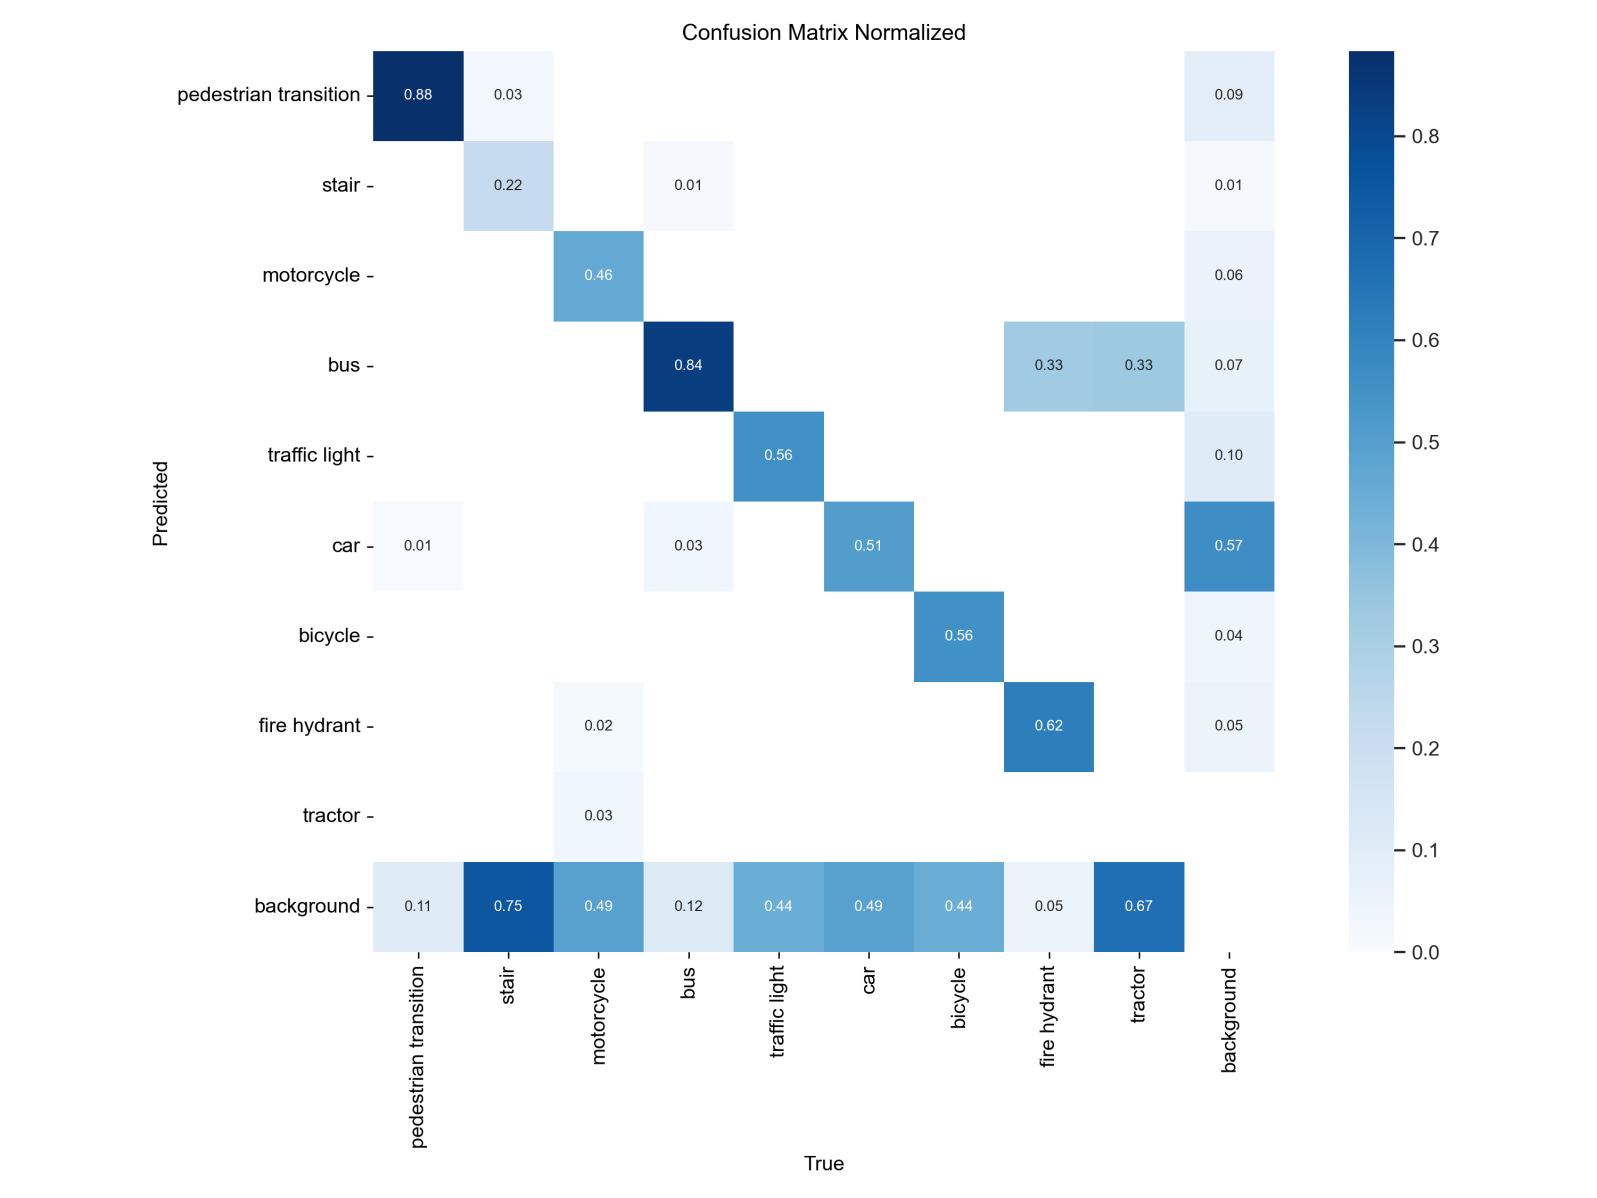 Confusion Matrix Normalized
pedestrian transition 0.88 0.03 0.09
stair 0.22 0.01 0.01
motorcycle 0.46 0.06
bus 0.84 0.33 0.33 0.07
traffic light 0.56 0.10
car 0.01 0.03 0.51 0.57
bicycle 0.56 0.04
fire hydrant 0.02 0.62 0.05
tractor 0.03
background 0.11 0.75 0.49 0.12 0.44 0.49 0.44 0.05 0.67
Predicted
pedestrian transition
stair
motorcycle
bus
traffic light
car
bicycle
fire hydrant
tractor
background
True
0.8
0.7
0.6
0.5
0.4
0.3
0.2
0.1
0.0